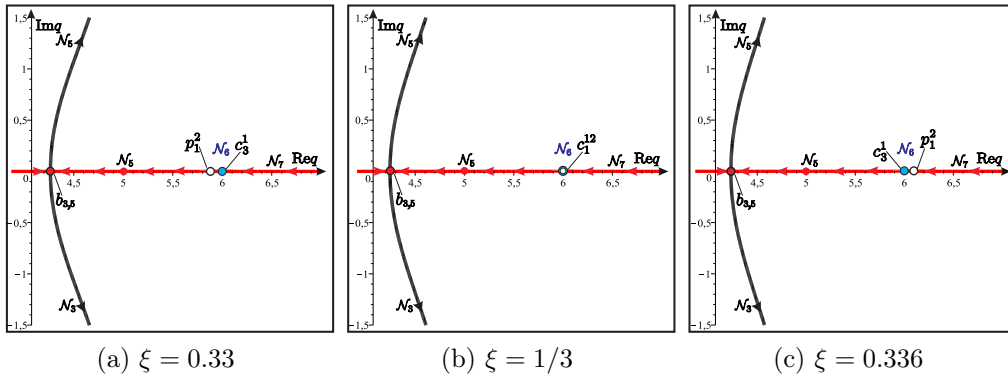 1,5 Imq
𝒩₅
1
0,5
𝒩₅ p₁² 𝒩₆ c₃¹ 𝒩₇ Req
0 4,5 5 5,5 6 6,5
b₃,₅
−0,5
−1
𝒩₃
−1,5
(a) ξ = 0.33
1,5 Imq
𝒩₅
1
0,5
𝒩₅ 𝒩₆ c₁¹² 𝒩₇ Req
0 4,5 5 5,5 6 6,5
b₃,₅
−0,5
−1
𝒩₃
−1,5
(b) ξ = 1/3
1,5 Imq
𝒩₅
1
0,5
𝒩₅ c₃¹ 𝒩₆ p₁² 𝒩₇ Req
0 4,5 5 5,5 6 6,5
b₃,₅
−0,5
−1
𝒩₃
−1,5
(c) ξ = 0.336